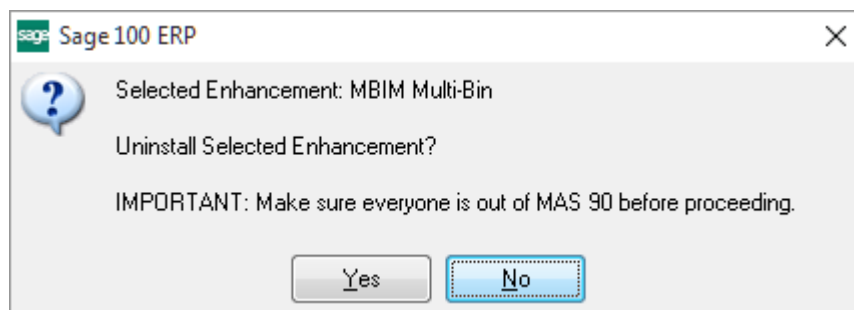 sage Sage 100 ERP
Selected Enhancement: MBIM Multi-Bin
Uninstall Selected Enhancement?
IMPORTANT: Make sure everyone is out of MAS 90 before proceeding.
Yes No